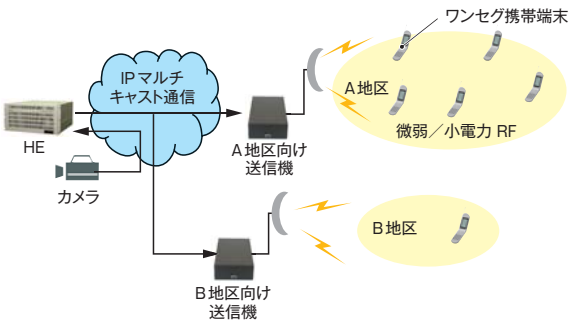 ワンセグ携帯端末
IPマルチ
キャスト通信
A地区
微弱／小電力 RF
HE
A地区向け
送信機
カメラ
B地区
B地区向け
送信機